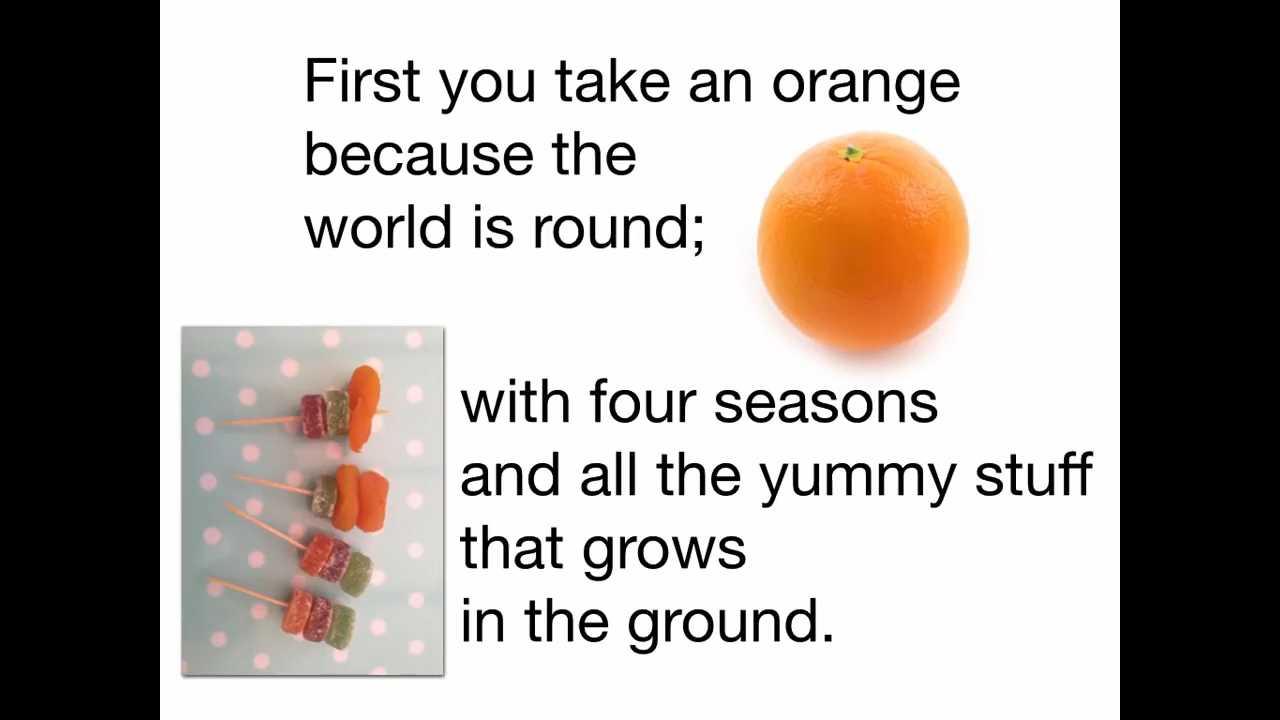 First you take an orange
because the
world is round;
with four seasons
and all the yummy stuff
that grows
in the ground.